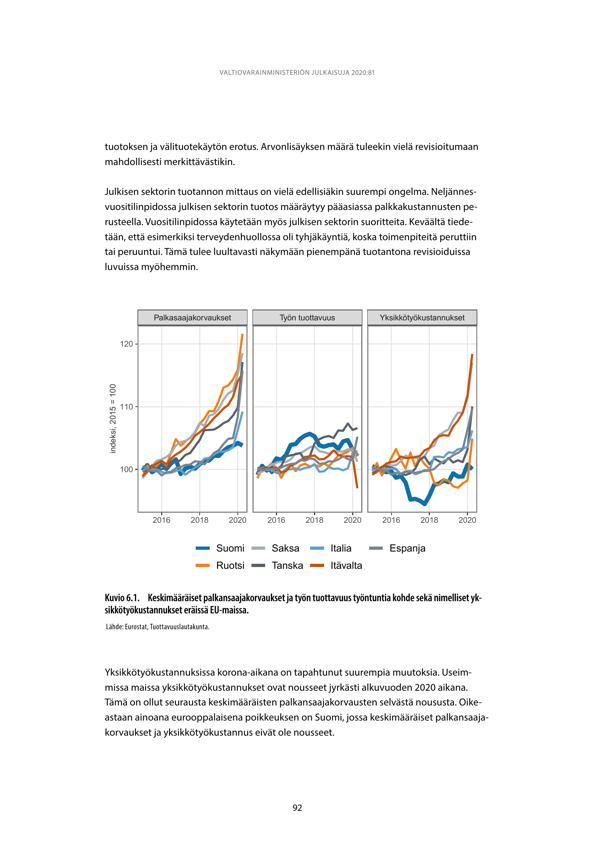 VALTIOVARAINMINISTERIÖN JULKAISUJA 2020:81
tuotoksen ja välituotekäytön erotus. Arvonlisäyksen määrä tuleekin vielä revisioitumaan
mahdollisesti merkittävästikin.
Julkisen sektorin tuotannon mittaus on vielä edellisiäkin suurempi ongelma. Neljännes-
vuositilinpidossa julkisen sektorin tuotos määräytyy pääasiassa palkkakustannusten pe-
rusteella. Vuositilinpidossa käytetään myös julkisen sektorin suoritteita. Keväältä tiede-
tään, että esimerkiksi terveydenhuollossa oli tyhjäkäyntiä, koska toimenpiteitä peruttiin
tai peruuntui. Tämä tulee luultavasti näkymään pienempänä tuotantona revisioiduissa
luvuissa myöhemmin.
Palkasaajakorvaukset Työn tuottavuus Yksikkötyökustannukset
indeksi, 2015 = 100
120
110
100
2016 2018 2020 2016 2018 2020 2016 2018 2020
Suomi Saksa Italia Espanja
Ruotsi Tanska Itävalta
Kuvio 6.1. Keskimääräiset palkansaajakorvaukset ja työn tuottavuus työntuntia kohde sekä nimelliset yk-
sikkötyökustannukset eräissä EU-maissa.
Lähde: Eurostat, Tuottavuuslautakunta.
Yksikkötyökustannuksissa korona-aikana on tapahtunut suurempia muutoksia. Useim-
missa maissa yksikkötyökustannukset ovat nousseet jyrkästi alkuvuoden 2020 aikana.
Tämä on ollut seurausta keskimääräisten palkansaajakorvausten selvästä noususta. Oike-
astaan ainoana eurooppalaisena poikkeuksen on Suomi, jossa keskimääräiset palkansaaja-
korvaukset ja yksikkötyökustannus eivät ole nousseet.
92